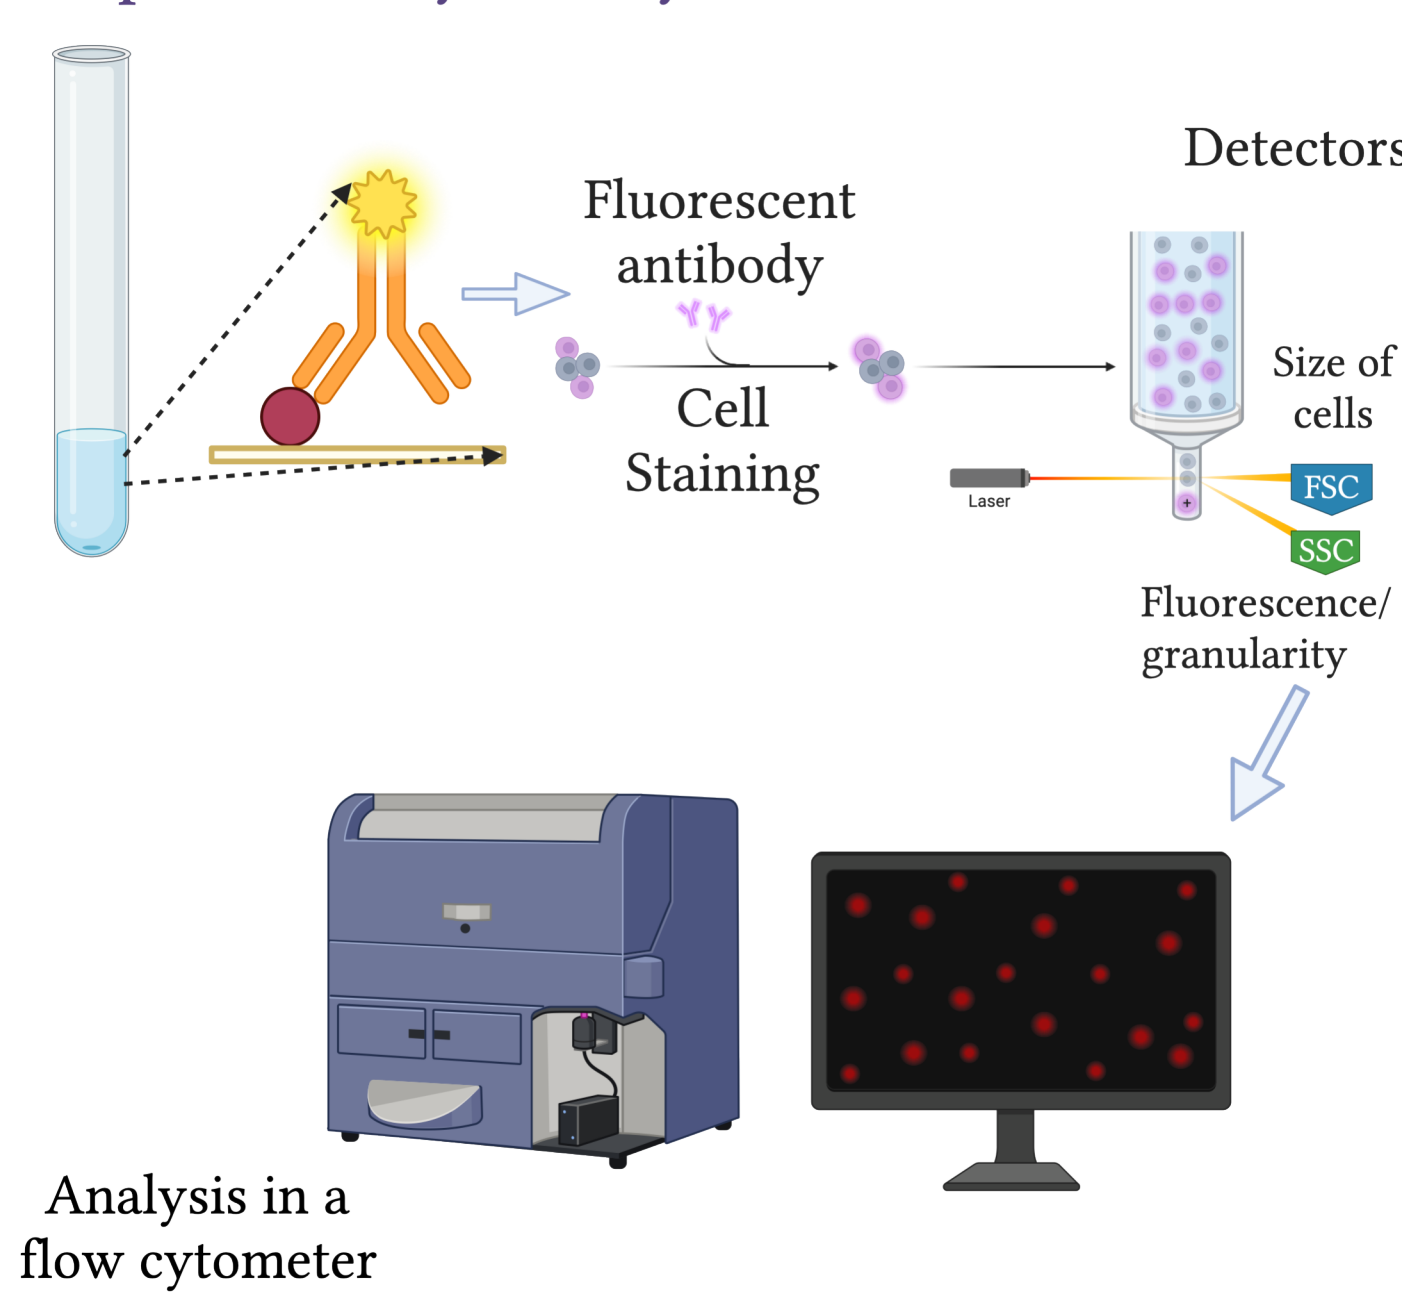 Detectors
Fluorescent
antibody
Size of
cells
Cell
Staining
Laser
FSC
SSC
Fluorescence/
granularity
+
Analysis in a
flow cytometer